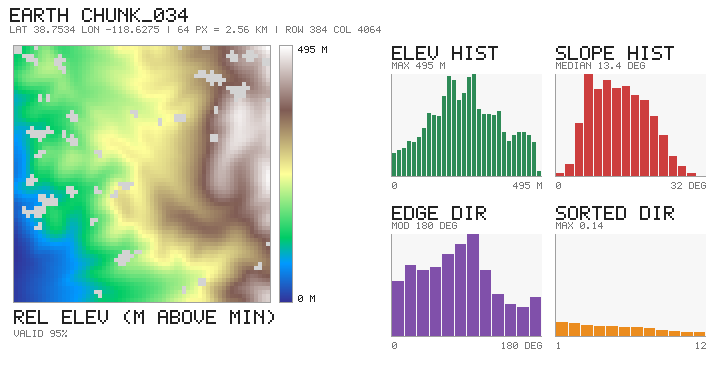 EARTH CHUNK_034
LAT 38.7534 LON -118.6275 | 64 PX = 2.56 KM | ROW 384 COL 4064
495 M
0 M
REL ELEV (M ABOVE MIN)
VALID 95%
ELEV HIST
MAX 495 M
0 495 M
SLOPE HIST
MEDIAN 13.4 DEG
0 32 DEG
EDGE DIR
MOD 180 DEG
0 180 DEG
SORTED DIR
MAX 0.14
1 12